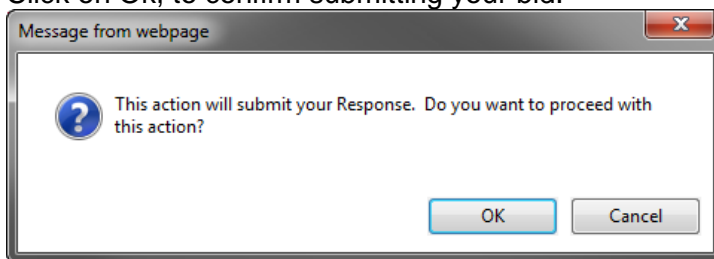 Click on Ok, to confirm submitting your bid.
Message from webpage
This action will submit your Response.  Do you want to proceed with
this action?
OK
Cancel